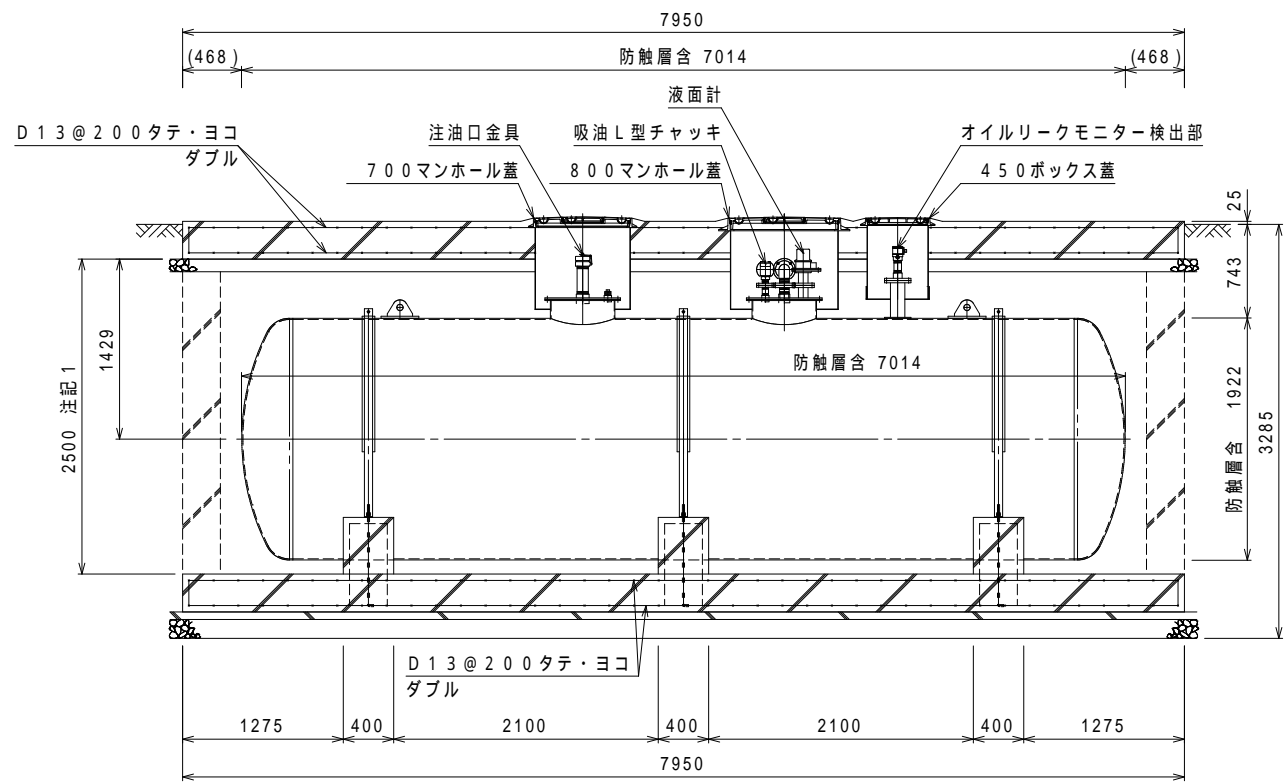 7950
(468)
防触層含 7014
(468)
液面計
D13@200タテ・ヨコ
ダブル
注油口金具
吸油L型チャッキ
オイルリークモニター検出部
700マンホール蓋
800マンホール蓋
450ボックス蓋
25
743
1429
2500 注記1
防触層含 7014
防触層含 1922
3285
D13@200タテ・ヨコ
ダブル
1275
400
2100
400
2100
400
1275
7950